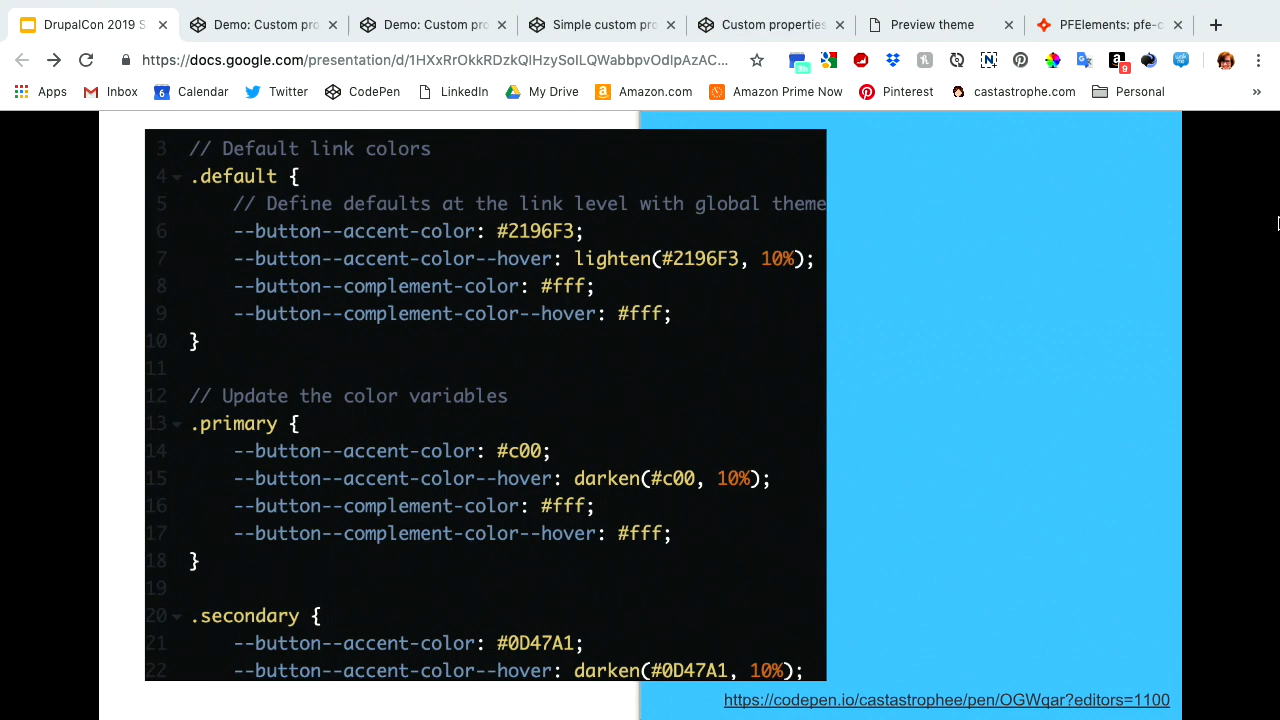 DrupalCon 2019 S
Demo: Custom pro
Demo: Custom pro
Simple custom pro
Custom properties
Preview theme
PFElements: pfe-c
https://docs.google.com/presentation/d/1HXxRrOkkRDzkQIHzySolLQWabbpvOdIpAzAC...
9h
9
Apps
Inbox
6
Calendar
Twitter
CodePen
LinkedIn
My Drive
Amazon.com
Amazon Prime Now
Pinterest
castastrophe.com
Personal
»
3 // Default link colors
4 .default {
5 // Define defaults at the link level with global theme
6 --button--accent-color: #2196F3;
7 --button--accent-color--hover: lighten(#2196F3, 10%);
8 --button--complement-color: #fff;
9 --button--complement-color--hover: #fff;
10 }
11
12 // Update the color variables
13 .primary {
14 --button--accent-color: #c00;
15 --button--accent-color--hover: darken(#c00, 10%);
16 --button--complement-color: #fff;
17 --button--complement-color--hover: #fff;
18 }
19
20 .secondary {
21 --button--accent-color: #0D47A1;
22 --button--accent-color--hover: darken(#0D47A1, 10%);
https://codepen.io/castastrophee/pen/OGWqar?editors=1100